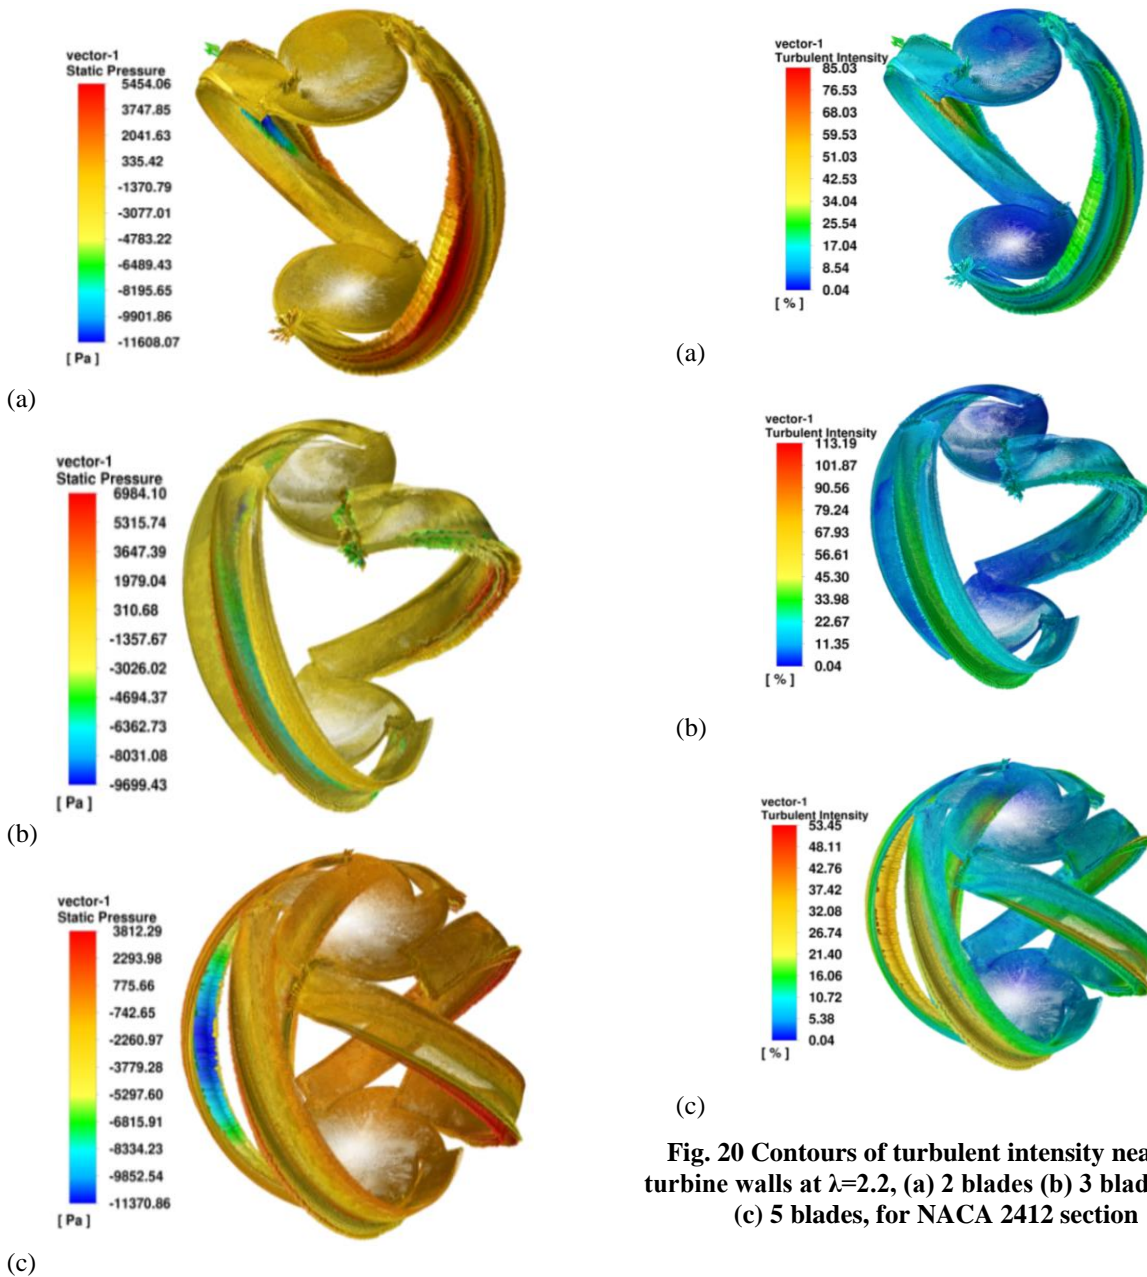 vector-1
Static Pressure
5454.06
3747.85
2041.63
335.42
-1370.79
-3077.01
-4783.22
-6489.43
-8195.65
-9901.86
-11608.07
[ Pa ]
(a)
vector-1
Static Pressure
6984.10
5315.74
3647.39
1979.04
310.68
-1357.67
-3026.02
-4694.37
-6362.73
-8031.08
-9699.43
[ Pa ]
(b)
vector-1
Static Pressure
3812.29
2293.98
775.66
-742.65
-2260.97
-3779.28
-5297.60
-6815.91
-8334.23
-9852.54
-11370.86
[ Pa ]
(c)
vector-1
Turbulent Intensity
85.03
76.53
68.03
59.53
51.03
42.53
34.04
25.54
17.04
8.54
0.04
[ % ]
(a)
vector-1
Turbulent Intensity
113.19
101.87
90.56
79.24
67.93
56.61
45.30
33.98
22.67
11.35
0.04
[ % ]
(b)
vector-1
Turbulent Intensity
53.45
48.11
42.76
37.42
32.08
26.74
21.40
16.06
10.72
5.38
0.04
[ % ]
(c)
Fig. 20 Contours of turbulent intensity nea
turbine walls at λ=2.2, (a) 2 blades (b) 3 blad
(c) 5 blades, for NACA 2412 section